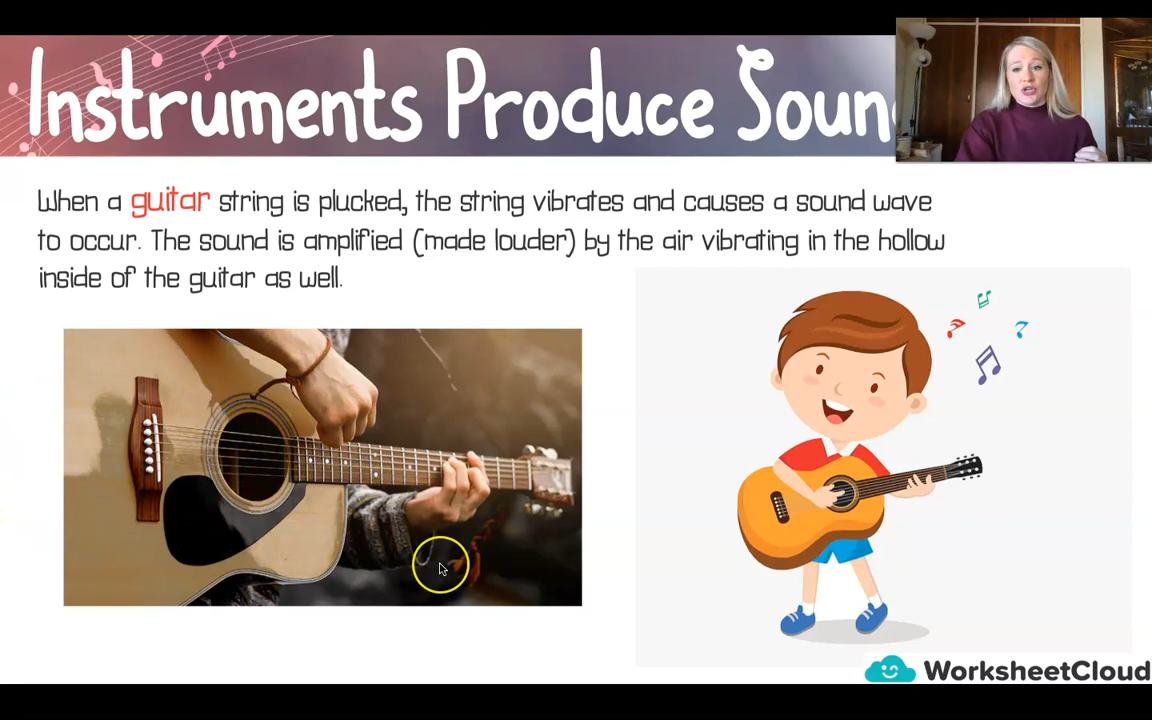 Instruments Produce Soun
When a guitar string is plucked, the string vibrates and causes a sound wave
to occur. The sound is amplified (made louder) by the air vibrating in the hollow
inside of the guitar as well.
WorksheetCloud